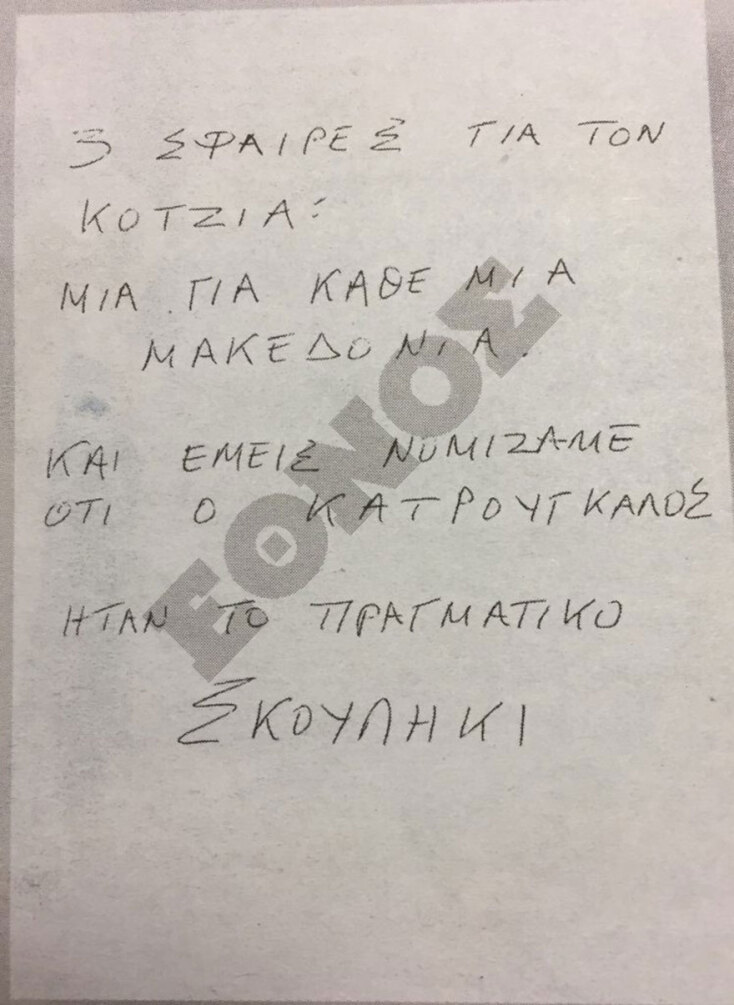 3 ΣΦΑΙΡΕΣ ΓΙΑ ΤΟΝ
ΚΟΤΖΙΑ:
ΜΙΑ ΓΙΑ ΚΑΘΕ ΜΙΑ
ΜΑΚΕΔΟΝΙΑ.
ΚΑΙ ΕΜΕΙΣ ΝΟΜΙΖΑΜΕ
ΟΤΙ Ο ΚΑΤΡΟΥΓΚΑΛΟΣ
ΗΤΑΝ ΤΟ ΠΡΑΓΜΑΤΙΚΟ
ΣΚΟΥΛΗΚΙ
ΕΘΝΟΣ